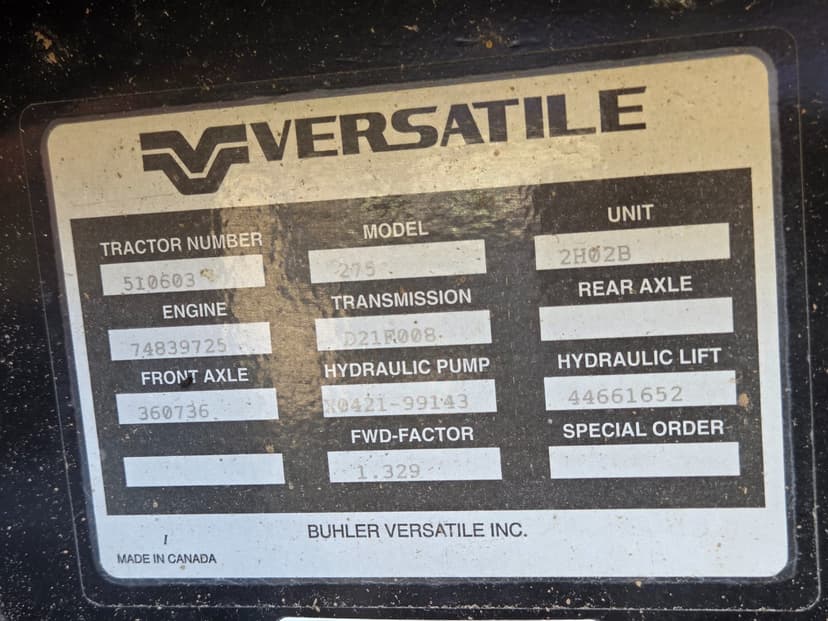 VERSATILE
TRACTOR NUMBER MODEL UNIT
510603 275 2H02B
ENGINE TRANSMISSION REAR AXLE
74839725 D21F008
FRONT AXLE HYDRAULIC PUMP HYDRAULIC LIFT
360736 X0421-99143 44661652
FWD-FACTOR SPECIAL ORDER
1.329
BUHLER VERSATILE INC.
I
MADE IN CANADA